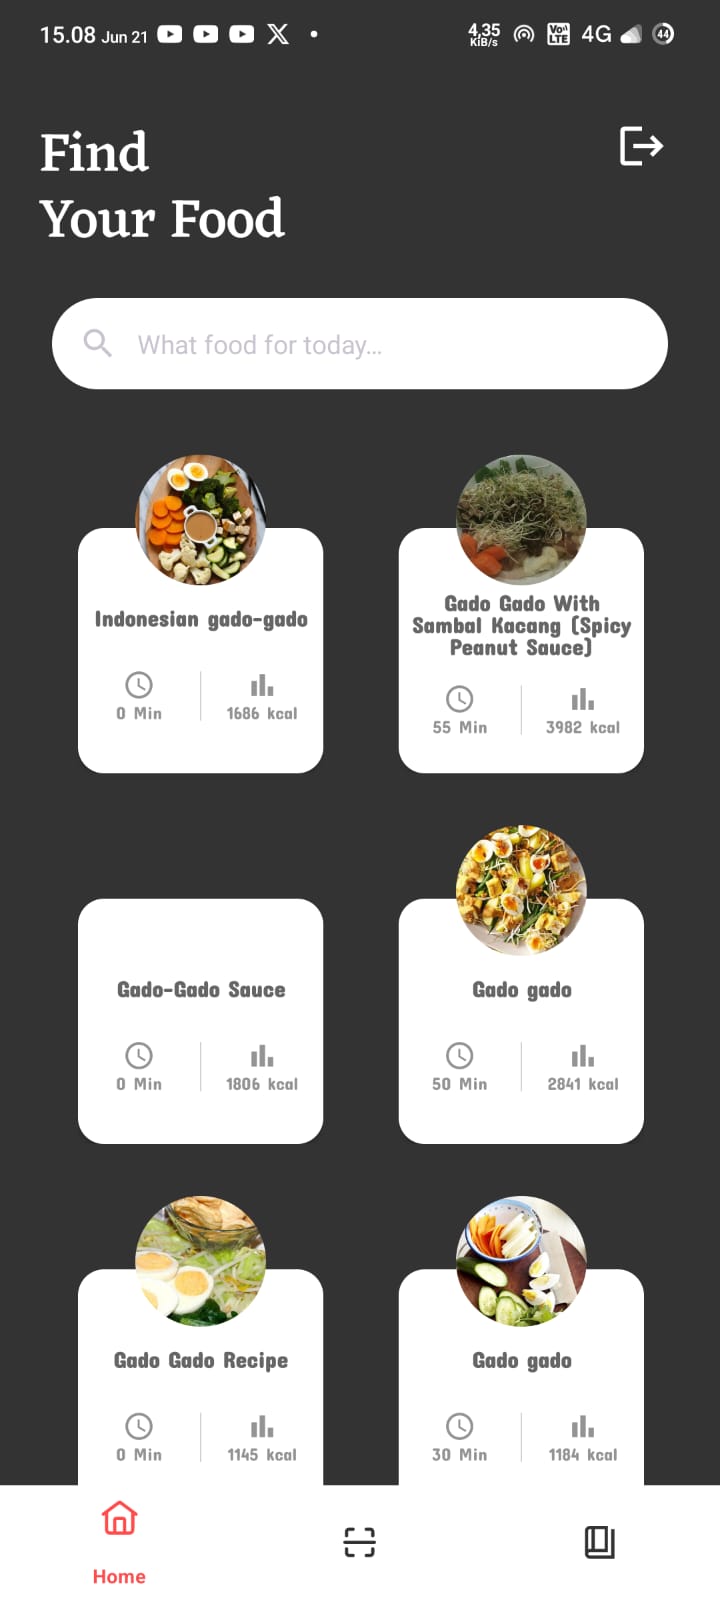 15.08 Jun 21
4,35 KiB/s
Vo
LTE
4G
44
Find
Your Food
What food for today...
Indonesian gado-gado
0 Min
1686 kcal
Gado Gado With
Sambal Kacang (Spicy
Peanut Sauce)
55 Min
3982 kcal
Gado-Gado Sauce
0 Min
1806 kcal
Gado gado
50 Min
2841 kcal
Gado Gado Recipe
0 Min
1145 kcal
Gado gado
30 Min
1184 kcal
Home